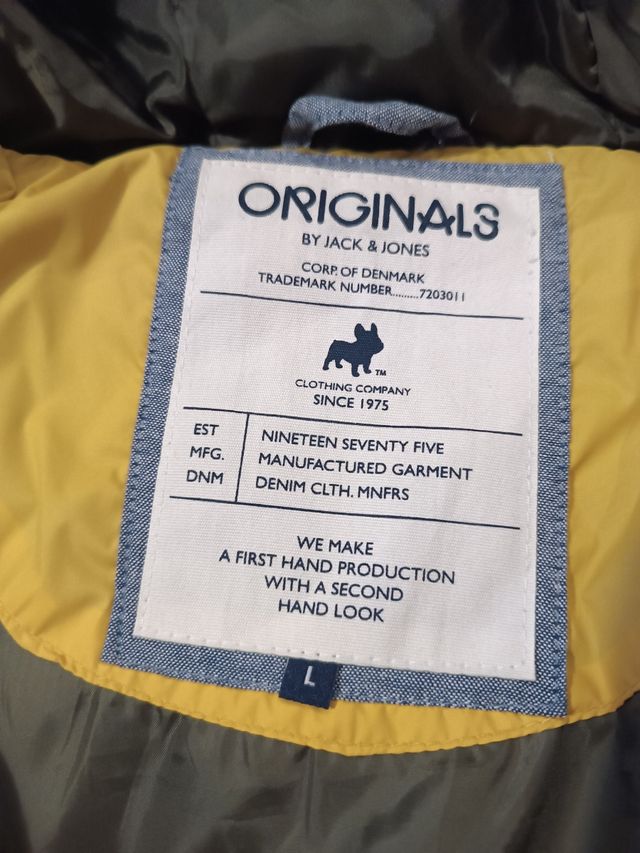 ORIGINALS
BY JACK & JONES
CORP. OF DENMARK
TRADEMARK NUMBER.........7203011
TM
CLOTHING COMPANY
SINCE 1975
EST NINETEEN SEVENTY FIVE
MFG. MANUFACTURED GARMENT
DNM DENIM CLTH. MNFRS
WE MAKE
A FIRST HAND PRODUCTION
WITH A SECOND
HAND LOOK
L